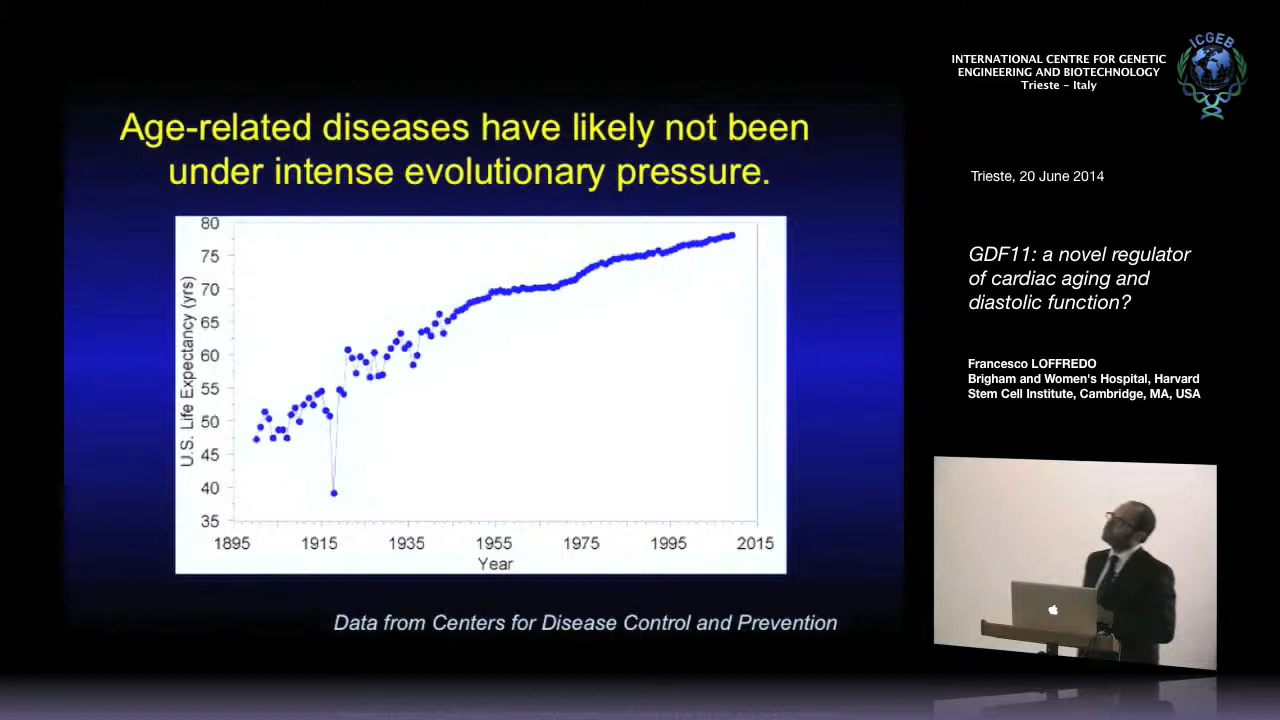 Age-related diseases have likely not been
under intense evolutionary pressure.
U.S. Life Expectancy (yrs)
80
75
70
65
60
55
50
45
40
35
1895 1915 1935 1955 1975 1995 2015
Year
Data from Centers for Disease Control and Prevention
INTERNATIONAL CENTRE FOR GENETIC
ENGINEERING AND BIOTECHNOLOGY
Trieste - Italy
ICGEB
Trieste, 20 June 2014
GDF11: a novel regulator
of cardiac aging and
diastolic function?
Francesco LOFFREDO
Brigham and Women's Hospital, Harvard
Stem Cell Institute, Cambridge, MA, USA